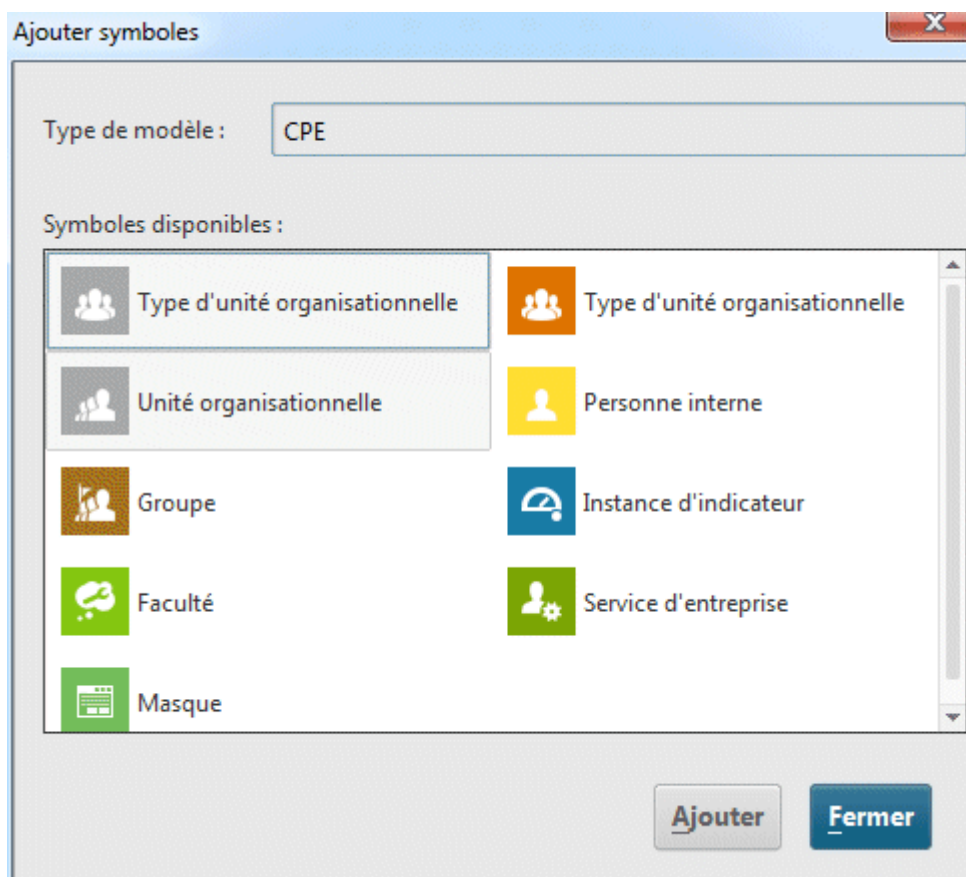 Ajouter symboles
Type de modèle :
CPE
Symboles disponibles :
Type d'unité organisationnelle
Type d'unité organisationnelle
Unité organisationnelle
Personne interne
Groupe
Instance d'indicateur
Faculté
Service d'entreprise
Masque
Ajouter
Fermer